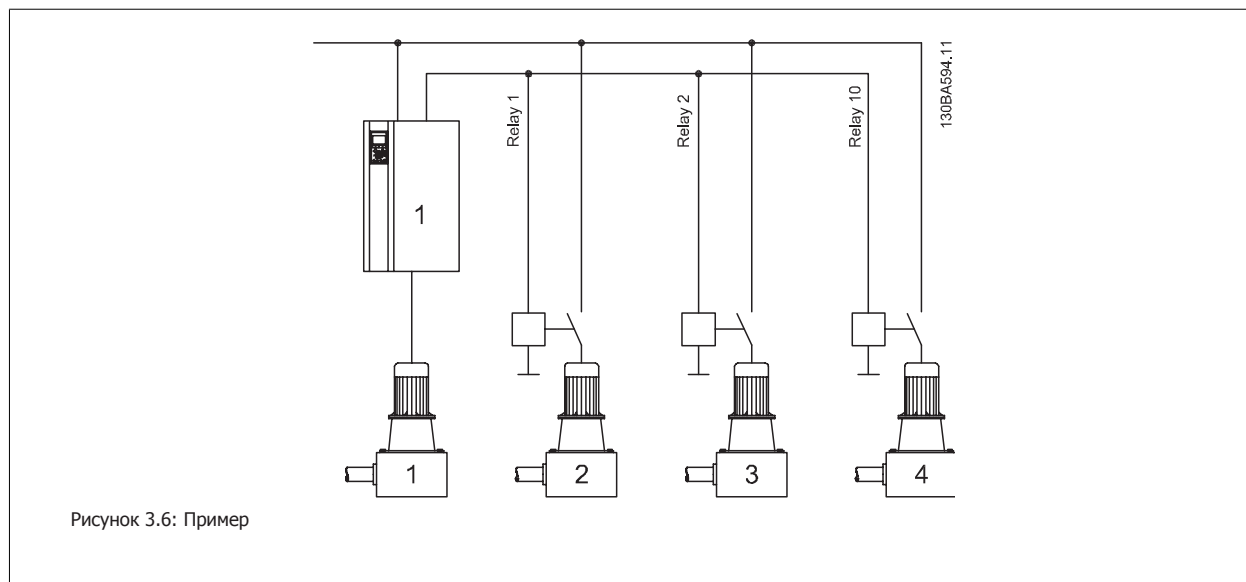 130BA594.11
Relay 1
Relay 2
Relay 10
1
1
2
3
4
Рисунок 3.6: Пример